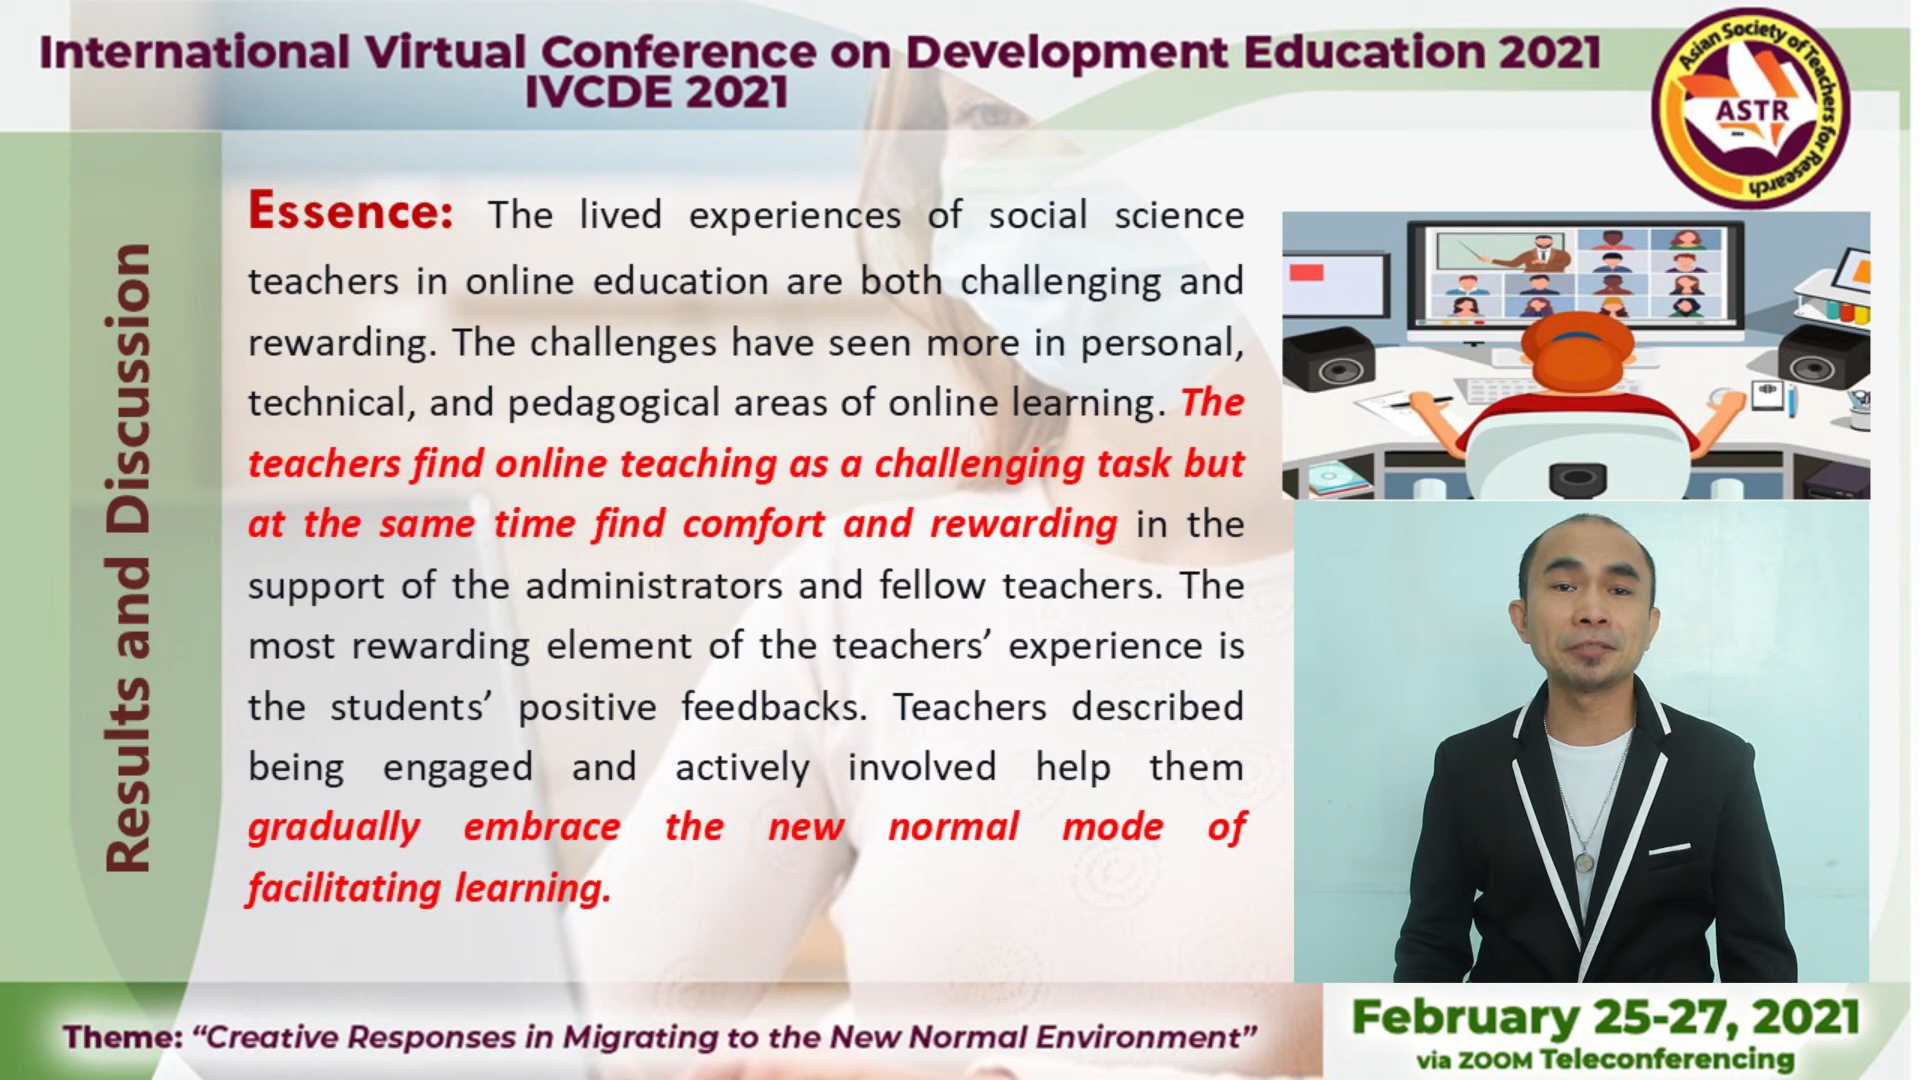 International Virtual Conference on Development Education 2021
IVCDE 2021
Asian Society of Teachers for Research
ASTR
Results and Discussion
Essence: The lived experiences of social science
teachers in online education are both challenging and
rewarding. The challenges have seen more in personal,
technical, and pedagogical areas of online learning. The
teachers find online teaching as a challenging task but
at the same time find comfort and rewarding in the
support of the administrators and fellow teachers. The
most rewarding element of the teachers’ experience is
the students’ positive feedbacks. Teachers described
being engaged and actively involved help them
gradually embrace the new normal mode of
facilitating learning.
Theme: “Creative Responses in Migrating to the New Normal Environment”
February 25-27, 2021
via ZOOM Teleconferencing